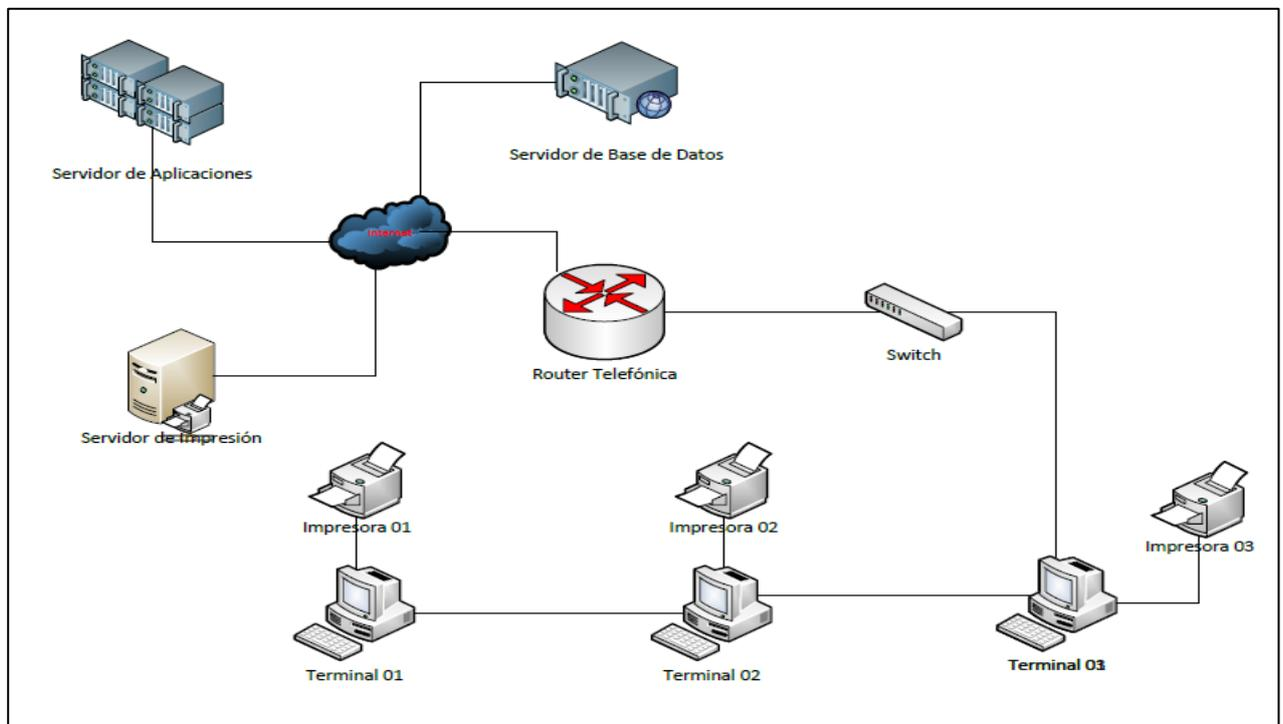 Servidor de Aplicaciones
Servidor de Base de Datos
Internet
Router Telefónica
Switch
Servidor de Impresión
Impresora 01
Impresora 02
Impresora 03
Terminal 01
Terminal 02
Terminal